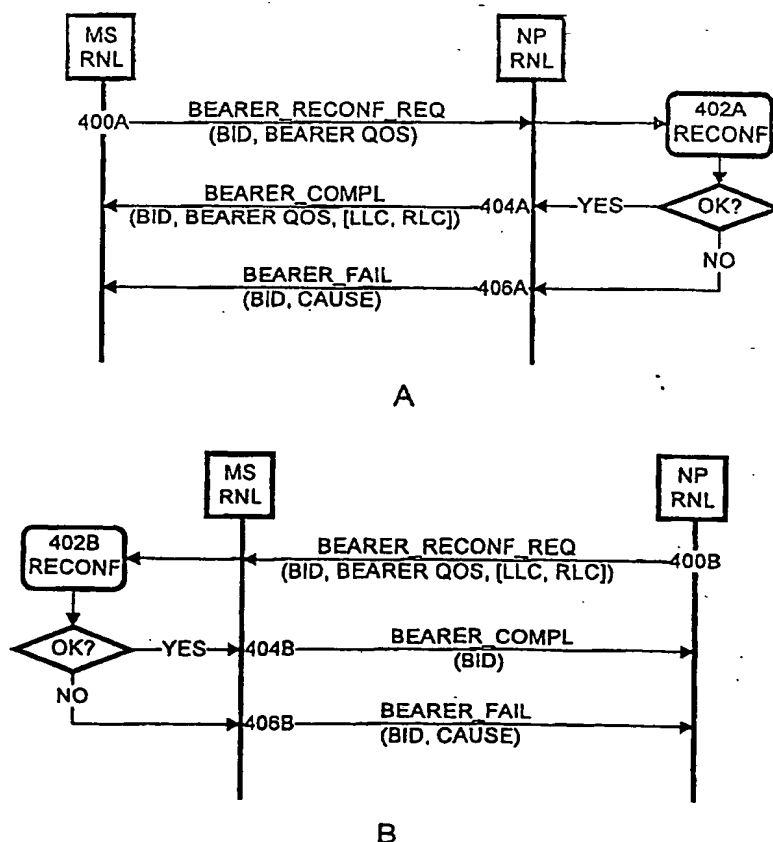 MS
RNL
NP
RNL
400A
BEARER_RECONF_REQ
(BID, BEARER QOS)
402A
RECONF
BEARER_COMPL
(BID, BEARER QOS, [LLC, RLC])
404A
YES
OK?
NO
BEARER_FAIL
(BID, CAUSE)
406A
A
MS
RNL
NP
RNL
402B
RECONF
BEARER_RECONF_REQ
(BID, BEARER QOS, [LLC, RLC])
400B
OK?
YES
404B
BEARER_COMPL
(BID)
NO
406B
BEARER_FAIL
(BID, CAUSE)
B